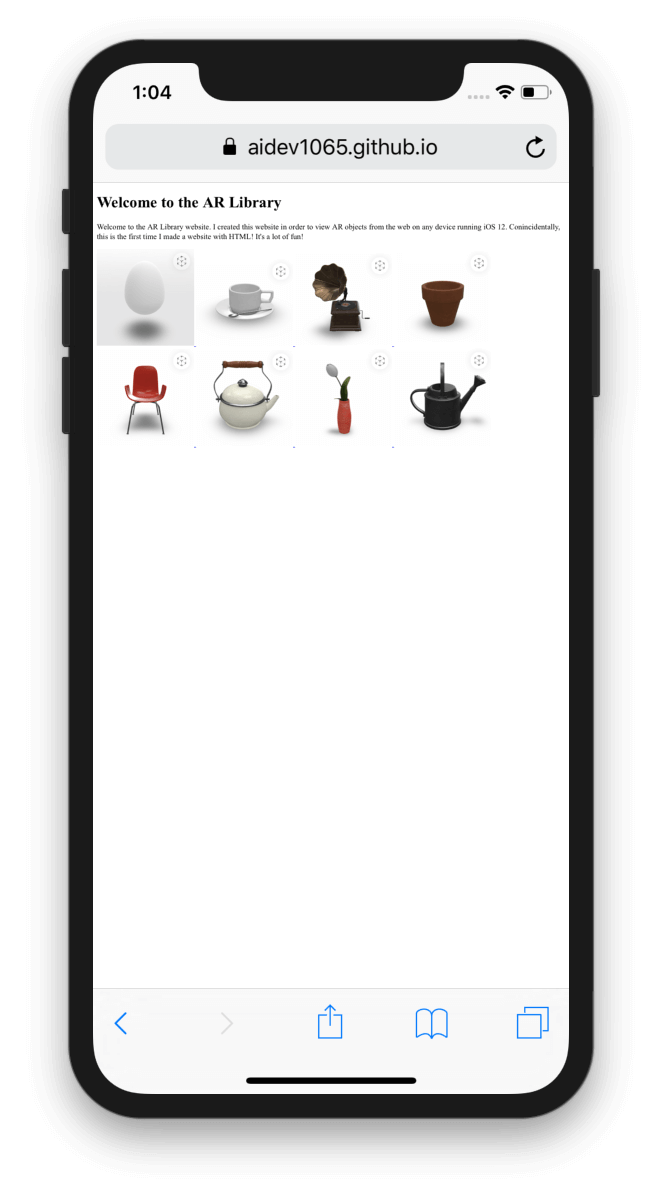 1:04
aidev1065.github.io
Welcome to the AR Library
Welcome to the AR Library website. I created this website in order to view AR objects from the web on any device running iOS 12. Conincidentally,
this is the first time I made a website with HTML! It's a lot of fun!